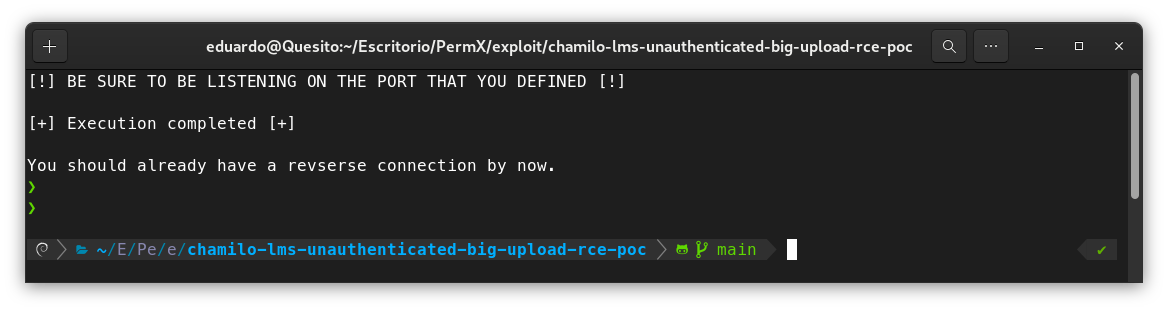 eduardo@Quesito:~/Escritorio/PermX/exploit/chamilo-lms-unauthenticated-big-upload-rce-poc
[!] BE SURE TO BE LISTENING ON THE PORT THAT YOU DEFINED [!]
[+] Execution completed [+]
You should already have a revserse connection by now.
❯
❯
~/E/Pe/e/chamilo-lms-unauthenticated-big-upload-rce-poc main ✔